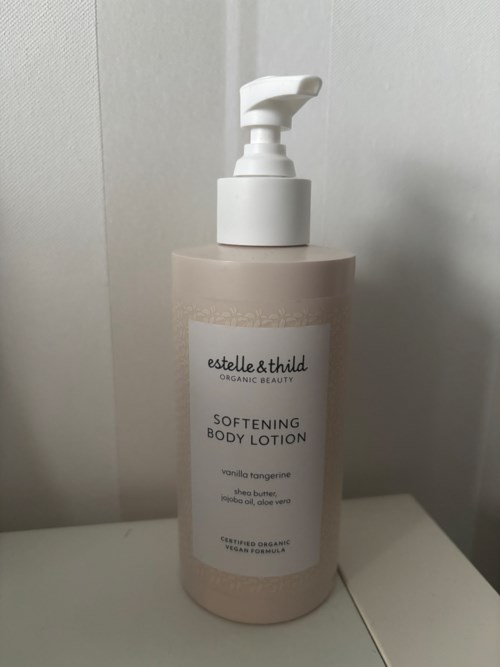 estelle & thild
ORGANIC BEAUTY
SOFTENING
BODY LOTION
vanilla tangerine
shea butter,
jojoba oil, aloe vera
CERTIFIED ORGANIC
VEGAN FORMULA